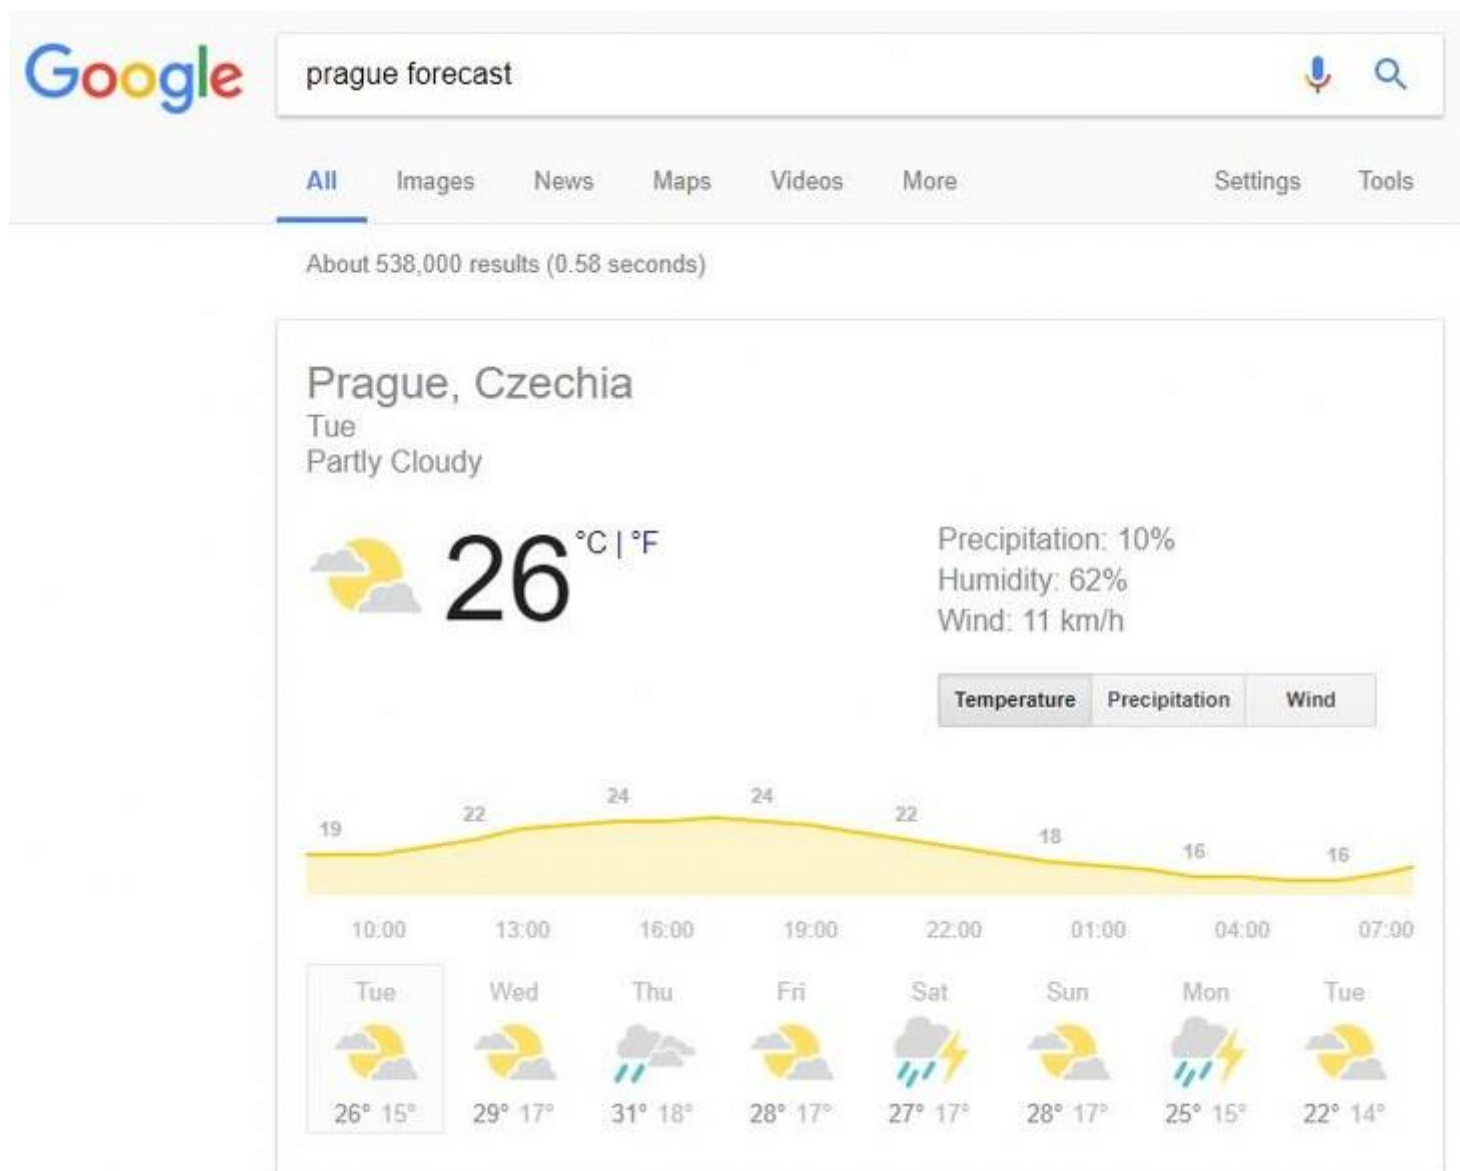 Google prague forecast
All Images News Maps Videos More Settings Tools
About 538,000 results (0.58 seconds)
Prague, Czechia
Tue
Partly Cloudy
26 °C | °F
Precipitation: 10%
Humidity: 62%
Wind: 11 km/h
Temperature Precipitation Wind
19 22 24 24 22 18 16 16
10:00 13:00 16:00 19:00 22:00 01:00 04:00 07:00
Tue Wed Thu Fri Sat Sun Mon Tue
26° 15° 29° 17° 31° 18° 28° 17° 27° 17° 28° 17° 25° 15° 22° 14°